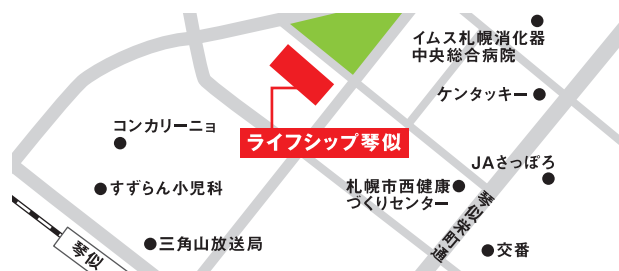 イムス札幌消化器
中央総合病院
ケンタッキー
コンカリーニョ
ライフシップ琴似
JAさっぽろ
すずらん小児科
札幌市西健康
づくりセンター
琴似栄町通
三角山放送局
交番
琴似